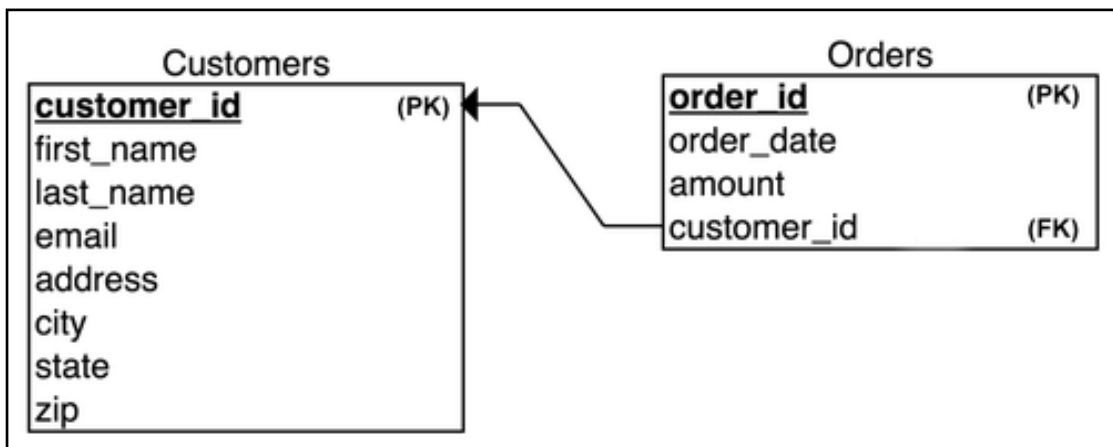 Customers
customer_id (PK)
first_name
last_name
email
address
city
state
zip
Orders
order_id (PK)
order_date
amount
customer_id (FK)